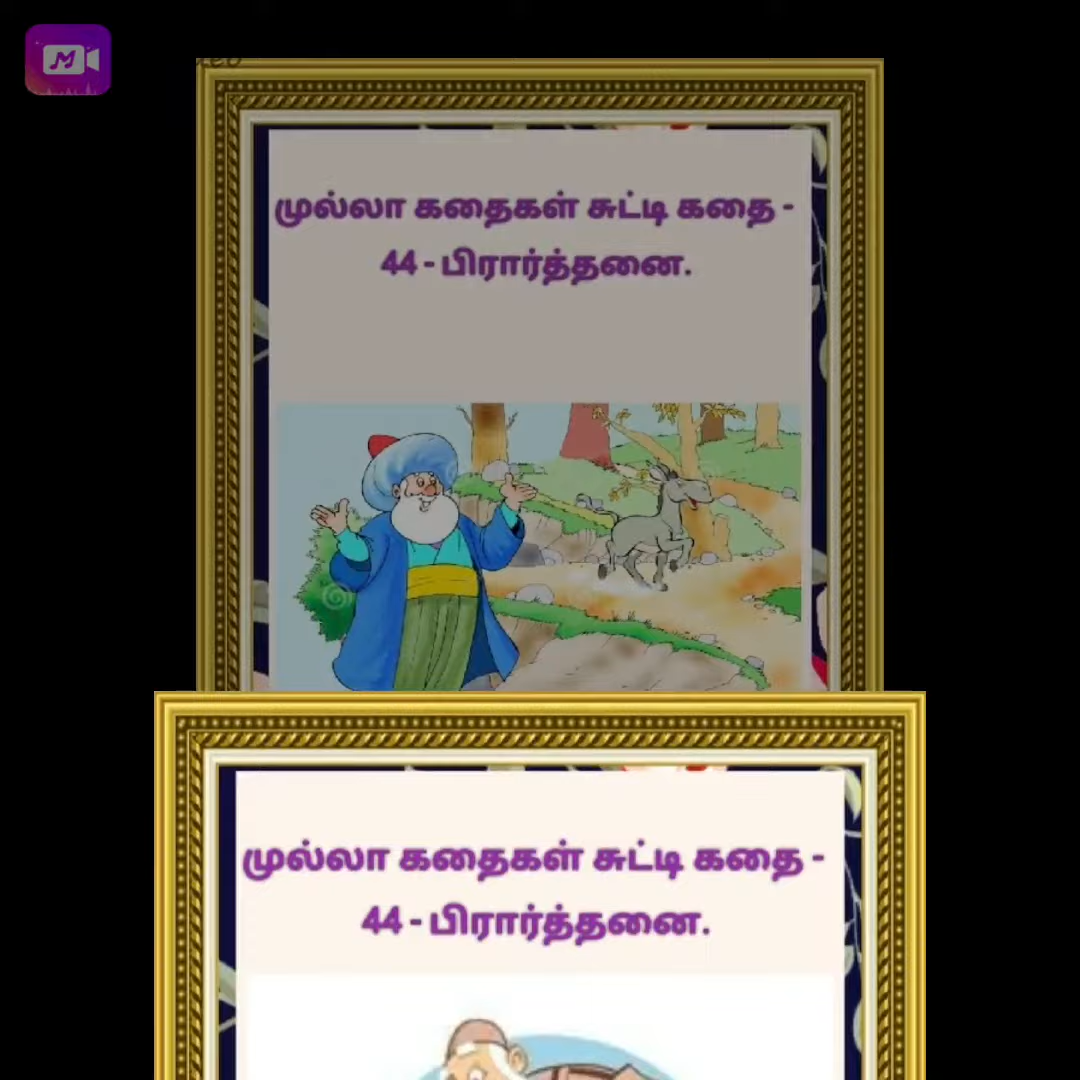 முல்லா கதைகள் சுட்டி கதை -
44 - பிரார்த்தனை.
முல்லா கதைகள் சுட்டி கதை -
44 - பிரார்த்தனை.